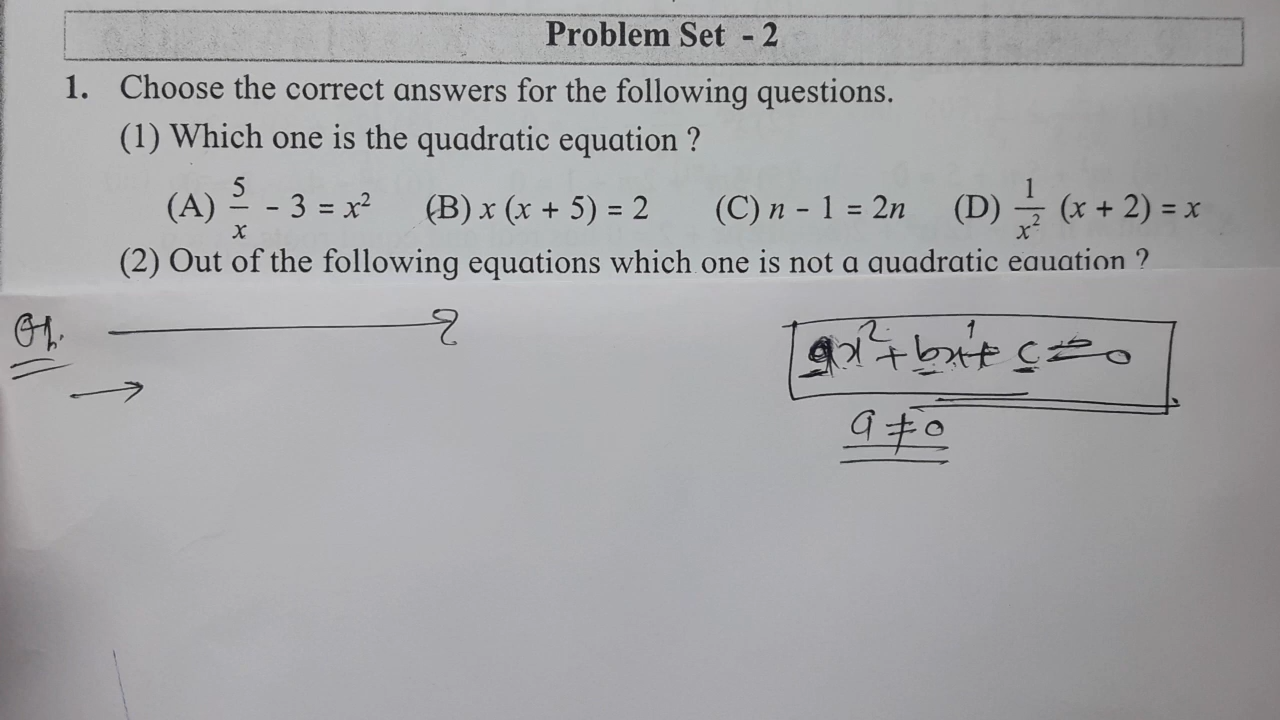 Problem Set - 2
1. Choose the correct answers for the following questions.
(1) Which one is the quadratic equation ?
(A) 5/x - 3 = x² (B) x (x + 5) = 2 (C) n - 1 = 2n (D) 1/x² (x + 2) = x
(2) Out of the following equations which one is not a quadratic equation ?
Q1.
ax² + bx¹ + c = 0
a ≠ 0